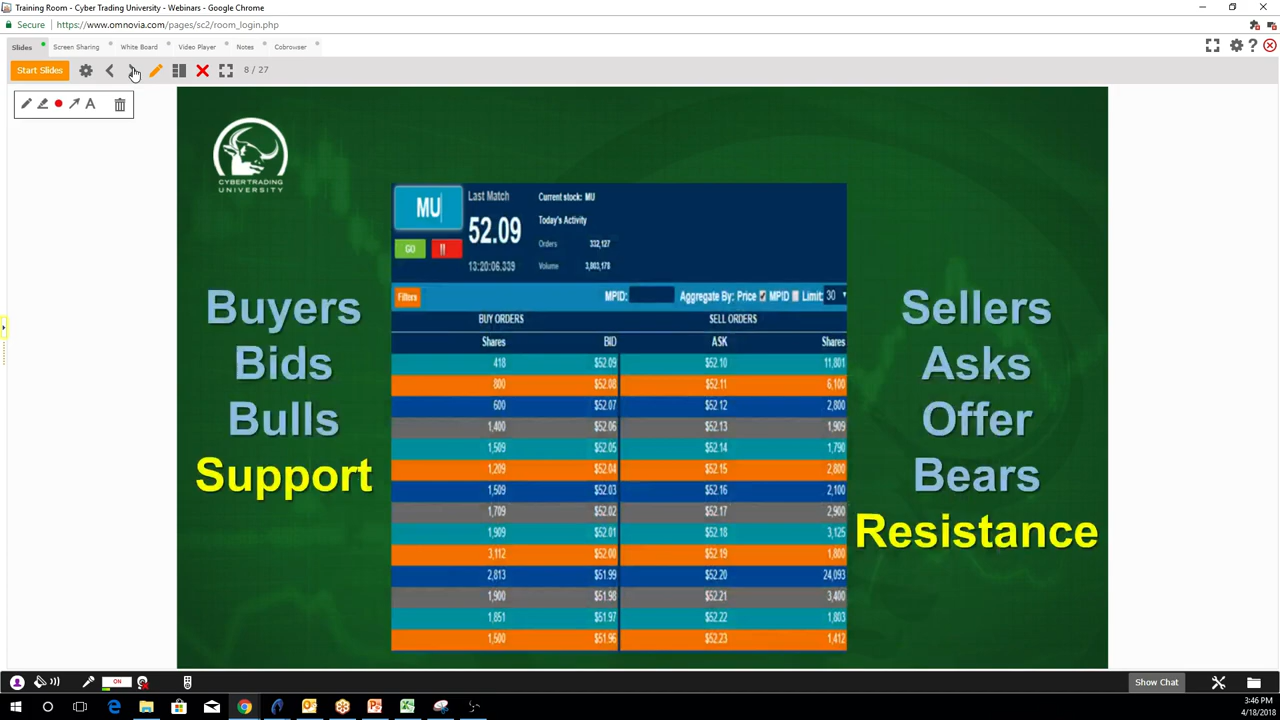 Training Room - Cyber Trading University - Webinars - Google Chrome
Secure https://www.omnovia.com/pages/sc2/room_login.php
Slides Screen Sharing White Board Video Player Notes Cobrowser
Start Slides 8 / 27
A
CYBERTRADING
UNIVERSITY
MU
Last Match
52.09
13:20:06.339
Current stock: MU
Today's Activity
Orders 332,127
Volume 3,803,178
GO !!
Filters MPID: Aggregate By: Price MPID Limit: 30
BUY ORDERS SELL ORDERS
Shares BID ASK Shares
418 $52.09 $52.10 11,801
800 $52.08 $52.11 6,100
600 $52.07 $52.12 2,800
1,400 $52.06 $52.13 1,909
1,509 $52.05 $52.14 1,790
1,209 $52.04 $52.15 2,800
1,509 $52.03 $52.16 2,100
1,709 $52.02 $52.17 2,900
1,909 $52.01 $52.18 3,125
3,112 $52.00 $52.19 1,800
2,813 $51.99 $52.20 24,093
1,900 $51.98 $52.21 3,400
1,851 $51.97 $52.22 1,803
1,500 $51.96 $52.23 1,412
Buyers
Bids
Bulls
Support
Sellers
Asks
Offer
Bears
Resistance
ON
Show Chat
3:46 PM
4/18/2018